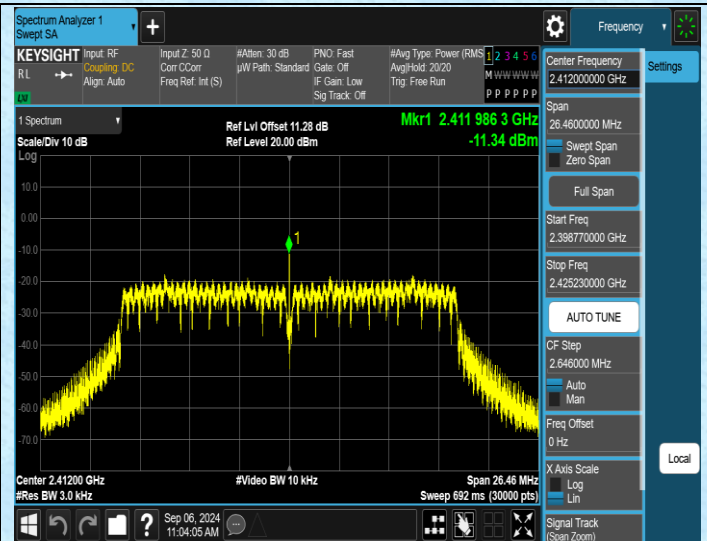 Spectrum Analyzer 1
Swept SA
+
Frequency
KEYSIGHT
RL
LXI
Input: RF
Coupling: DC
Align: Auto
Input Z: 50 Ω
Corr CCorr
Freq Ref: Int (S)
#Atten: 30 dB
µW Path: Standard
PNO: Fast
Gate: Off
IF Gain: Low
Sig Track: Off
#Avg Type: Power (RMS
Avg|Hold: 20/20
Trig: Free Run
1 2 3 4 5 6
M W W W W W
P P P P P P
Center Frequency
2.412000000 GHz
Settings
Span
26.4600000 MHz
Swept Span
Zero Span
Full Span
Start Freq
2.398770000 GHz
Stop Freq
2.425230000 GHz
AUTO TUNE
CF Step
2.646000 MHz
Auto
Man
Freq Offset
0 Hz
X Axis Scale
Log
Lin
Signal Track
(Span Zoom)
Local
1 Spectrum
Scale/Div 10 dB
Log
Ref Lvl Offset 11.28 dB
Ref Level 20.00 dBm
Mkr1 2.411 986 3 GHz
-11.34 dBm
10.0
0.00
-10.0
-20.0
-30.0
-40.0
-50.0
-60.0
-70.0
1
Center 2.41200 GHz
#Res BW 3.0 kHz
#Video BW 10 kHz
Span 26.46 MHz
Sweep 692 ms (30000 pts)
?
Sep 06, 2024
11:04:05 AM